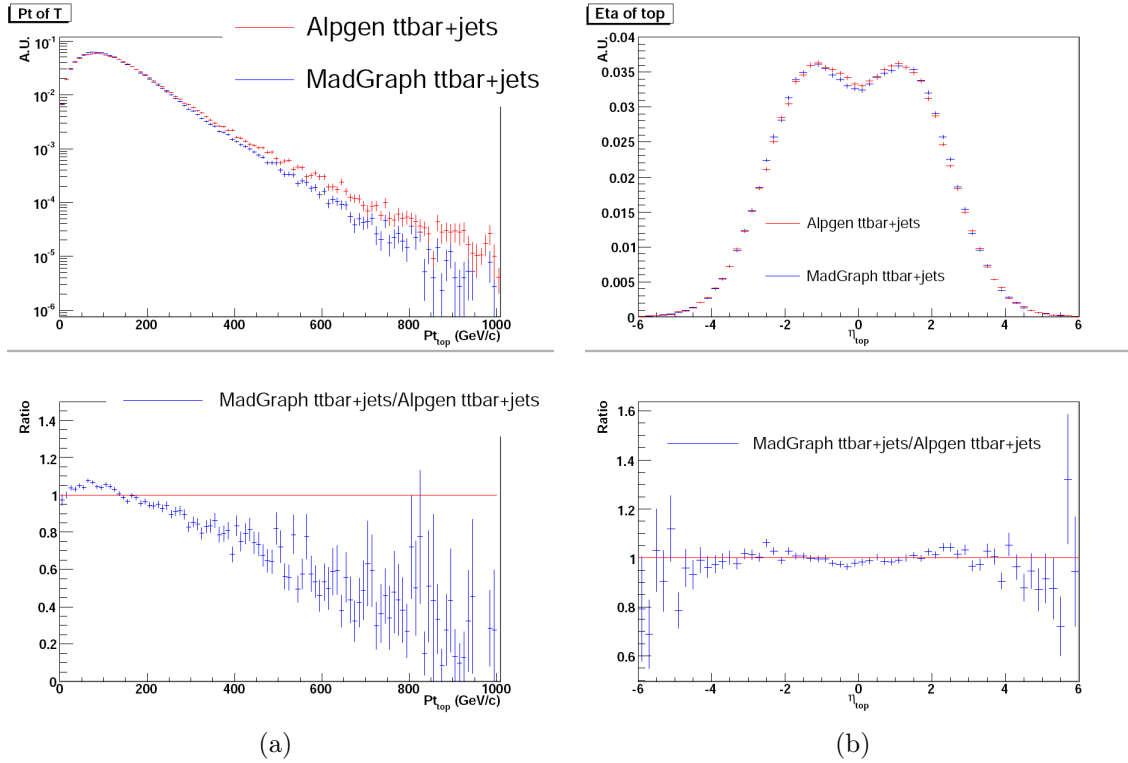 Pt of T
Alpgen ttbar+jets
MadGraph ttbar+jets
A.U.
10⁻¹
10⁻²
10⁻³
10⁻⁴
10⁻⁵
10⁻⁶
0 200 400 600 800 1000
Pt_top (GeV/c)
Eta of top
A.U.
0.04
0.035
0.03
0.025
0.02
0.015
0.01
0.005
0
Alpgen ttbar+jets
MadGraph ttbar+jets
-6 -4 -2 0 2 4 6
η_top
MadGraph ttbar+jets/Alpgen ttbar+jets
Ratio
1.4
1.2
1
0.8
0.6
0.4
0.2
0
0 200 400 600 800 1000
Pt_top (GeV/c)
MadGraph ttbar+jets/Alpgen ttbar+jets
Ratio
1.6
1.4
1.2
1
0.8
0.6
-6 -4 -2 0 2 4 6
η_top
(a)
(b)